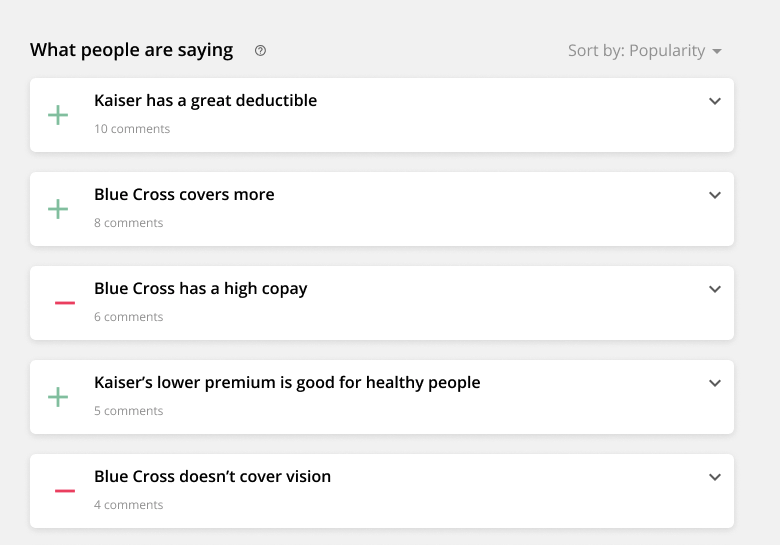 What people are saying
Sort by: Popularity
Kaiser has a great deductible
10 comments
Blue Cross covers more
8 comments
Blue Cross has a high copay
6 comments
Kaiser’s lower premium is good for healthy people
5 comments
Blue Cross doesn’t cover vision
4 comments